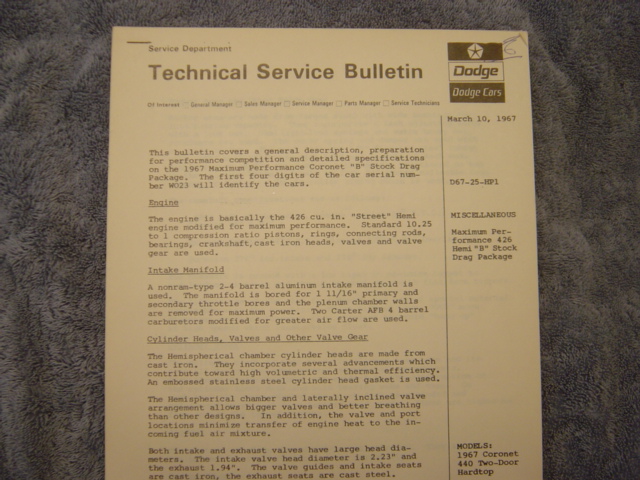 Service Department
Technical Service Bulletin
Dodge
Dodge Cars
Of Interest General Manager Sales Manager Service Manager Parts Manager Service Technicians
March 10, 1967
D67-25-HP1
MISCELLANEOUS
Maximum Per-
formance 426
Hemi "B" Stock
Drag Package
This bulletin covers a general description, preparation
for performance competition and detailed specifications
on the 1967 Maximum Performance Coronet "B" Stock Drag
Package. The first four digits of the car serial num-
ber WO23 will identify the cars.
Engine
The engine is basically the 426 cu. in. "Street" Hemi
engine modified for maximum performance. Standard 10.25
to 1 compression ratio pistons, rings, connecting rods,
bearings, crankshaft, cast iron heads, valves and valve
gear are used.
Intake Manifold
A nonram-type 2-4 barrel aluminum intake manifold is
used. The manifold is bored for 1 11/16" primary and
secondary throttle bores and the plenum chamber walls
are removed for maximum power. Two Carter AFB 4 barrel
carburetors modified for greater air flow are used.
Cylinder Heads, Valves and Other Valve Gear
The Hemispherical chamber cylinder heads are made from
cast iron. They incorporate several advancements which
contribute toward high volumetric and thermal efficiency.
An embossed stainless steel cylinder head gasket is used.
The Hemispherical chamber and laterally inclined valve
arrangement allows bigger valves and better breathing
than other designs. In addition, the valve and port
locations minimize transfer of engine heat to the in-
coming fuel air mixture.
Both intake and exhaust valves have large head dia-
meters. The intake valve head diameter is 2.23" and
the exhaust 1.94". The valve guides and intake seats
are cast iron, the exhaust seats are cast steel.
MODELS:
1967 Coronet
440 Two-Door
Hardtop